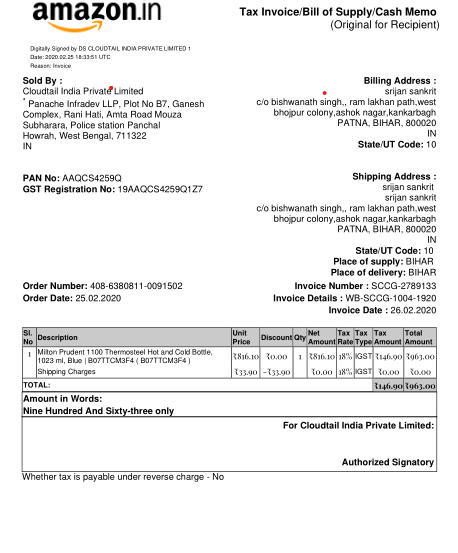 amazon.in
Tax Invoice/Bill of Supply/Cash Memo
(Original for Recipient)
Digitally Signed by DS CLOUDTAIL INDIA PRIVATE LIMITED 1
Date: 2020.02.25 18:33:51 UTC
Reason: Invoice
Sold By :
Cloudtail India Private Limited
* Panache Infradev LLP, Plot No B7, Ganesh
Complex, Rani Hati, Amta Road Mouza
Subharara, Police station Panchal
Howrah, West Bengal, 711322
IN
Billing Address :
srijan sankrit
c/o bishwanath singh,, ram lakhan path,west
bhojpur colony,ashok nagar,kankarbagh
PATNA, BIHAR, 800020
IN
State/UT Code: 10
PAN No: AAQCS4259Q
GST Registration No: 19AAQCS4259Q1Z7
Shipping Address :
srijan sankrit
srijan sankrit
c/o bishwanath singh,, ram lakhan path,west
bhojpur colony,ashok nagar,kankarbagh
PATNA, BIHAR, 800020
IN
State/UT Code: 10
Place of supply: BIHAR
Place of delivery: BIHAR
Order Number: 408-6380811-0091502
Order Date: 25.02.2020
Invoice Number : SCCG-2789133
Invoice Details : WB-SCCG-1004-1920
Invoice Date : 26.02.2020
Sl. No Description Unit Price Discount Qty Net Amount Tax Rate Tax Type Tax Amount Total Amount
1 Milton Prudent 1100 Thermosteel Hot and Cold Bottle, 1023 ml, Blue | B07TTCM3F4 ( B07TTCM3F4 ) ₹816.10 ₹0.00 1 ₹816.10 18% IGST ₹146.90 ₹963.00
Shipping Charges ₹33.90 -₹33.90 ₹0.00 18% IGST ₹0.00 ₹0.00
TOTAL: ₹146.90 ₹963.00
Amount in Words:
Nine Hundred And Sixty-three only
For Cloudtail India Private Limited:
Authorized Signatory
Whether tax is payable under reverse charge - No